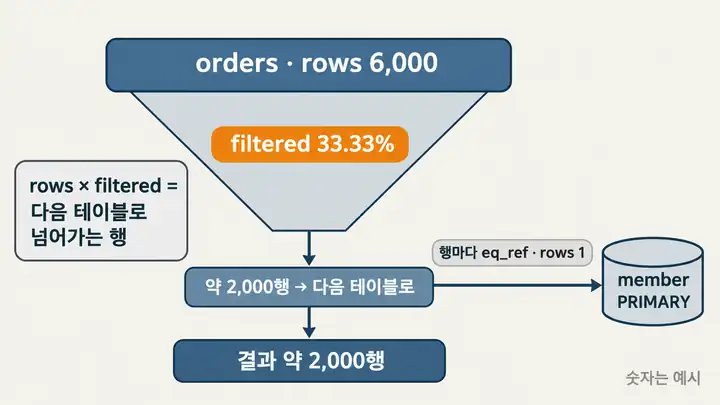 orders · rows 6,000
filtered 33.33%
rows × filtered =
다음 테이블로
넘어가는 행
행마다 eq_ref · rows 1
약 2,000행 → 다음 테이블로
member
PRIMARY
결과 약 2,000행
숫자는 예시